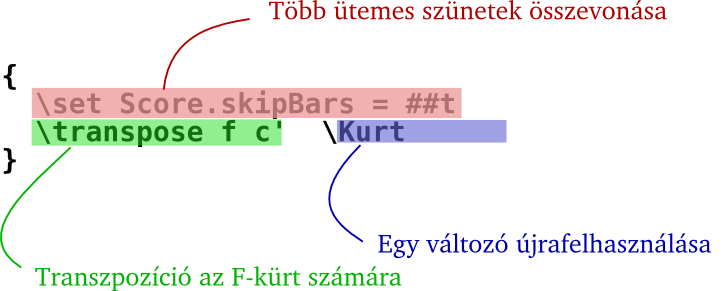 Több ütemes szünetek összevonása
{
\set Score.skipBars = ##t
\transpose f c' \Kurt
}
Egy változó újrafelhasználása
Transzpozíció az F-kürt számára